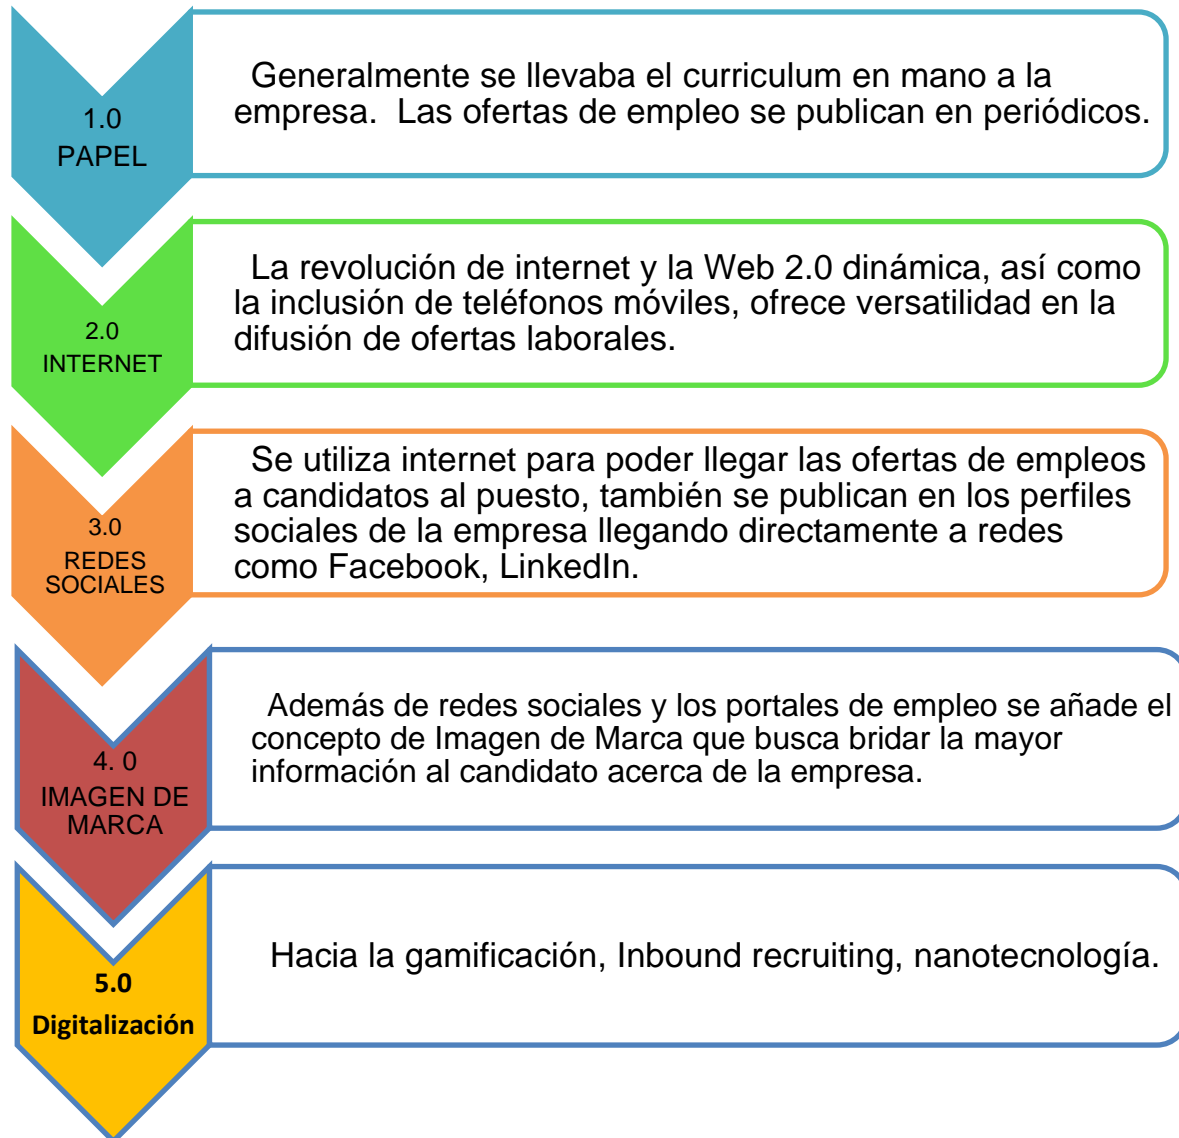 1.0
PAPEL
Generalmente se llevaba el curriculum en mano a la
empresa.  Las ofertas de empleo se publican en periódicos.
2.0
INTERNET
La revolución de internet y la Web 2.0 dinámica, así como
la inclusión de teléfonos móviles, ofrece versatilidad en la
difusión de ofertas laborales.
3.0
REDES
SOCIALES
Se utiliza internet para poder llegar las ofertas de empleos
a candidatos al puesto, también se publican en los perfiles
sociales de la empresa llegando directamente a redes
como Facebook, LinkedIn.
4. 0
IMAGEN DE
MARCA
Además de redes sociales y los portales de empleo se añade el
concepto de Imagen de Marca que busca bridar la mayor
información al candidato acerca de la empresa.
5.0
Digitalización
Hacia la gamificación, Inbound recruiting, nanotecnología.